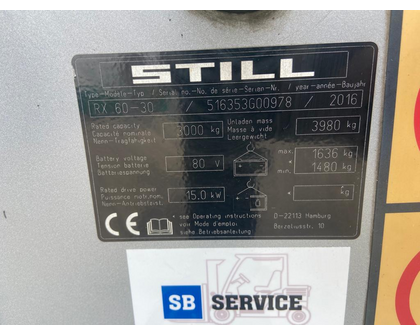 STILL
Type-Modèle-Typ / Serial no.-No. de série-Serien-Nr. / year-année-Baujahr
RX 60-30 / 516353G00978 / 2016
Rated capacity
Capacité nominale
Nenn-Tragfähigkeit
3000 kg
Unladen mass
Masse à vide
Leergewicht
3980 kg
Battery voltage
Tension batterie
Batteriespannung
80 V
max. 1636 kg
1480 kg
Rated drive power
Puissance nutr.nom.
Nenn-Antriebsleist.
15.0 kW
kg
CE
* see Operating instructions
voir Mode d'emploi
siehe Betriebsanleitung
D-22113 Hamburg
Berzeliusstr. 10
SB SERVICE